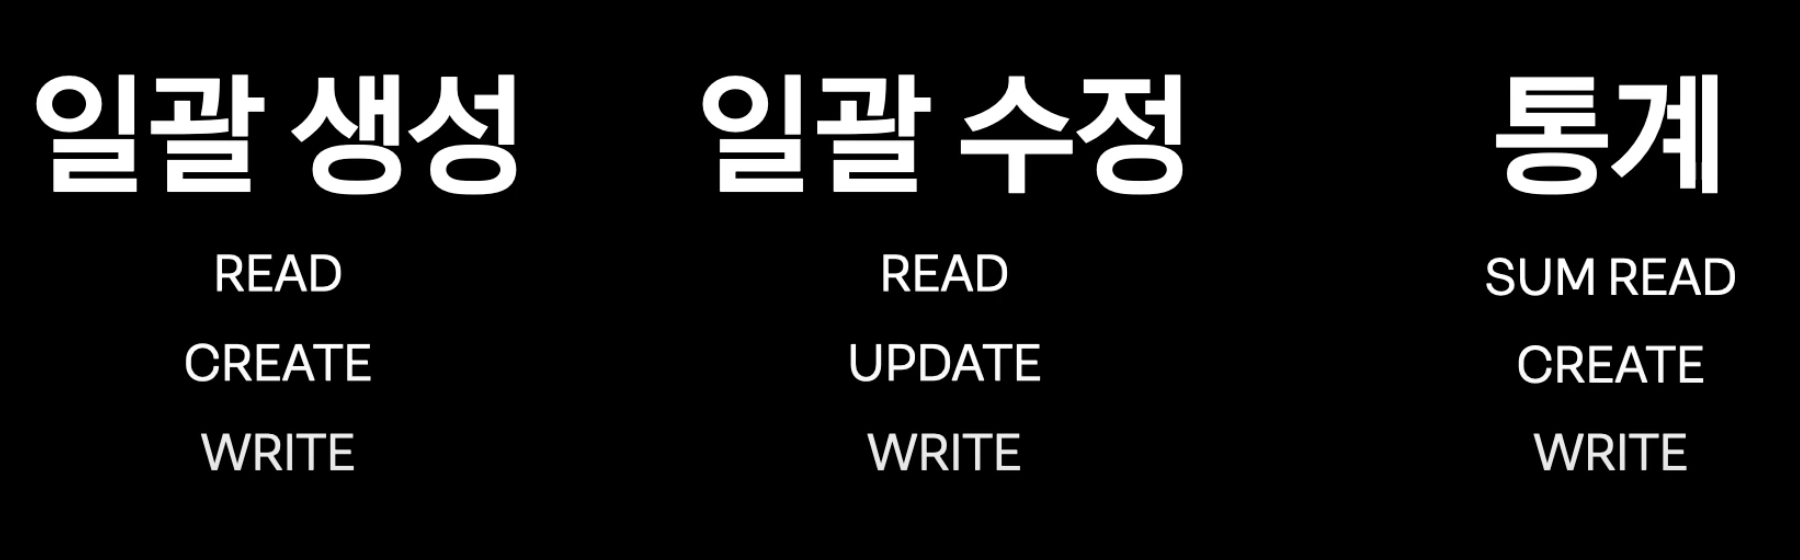 일괄 생성
READ
CREATE
WRITE
일괄 수정
READ
UPDATE
WRITE
통계
SUM READ
CREATE
WRITE